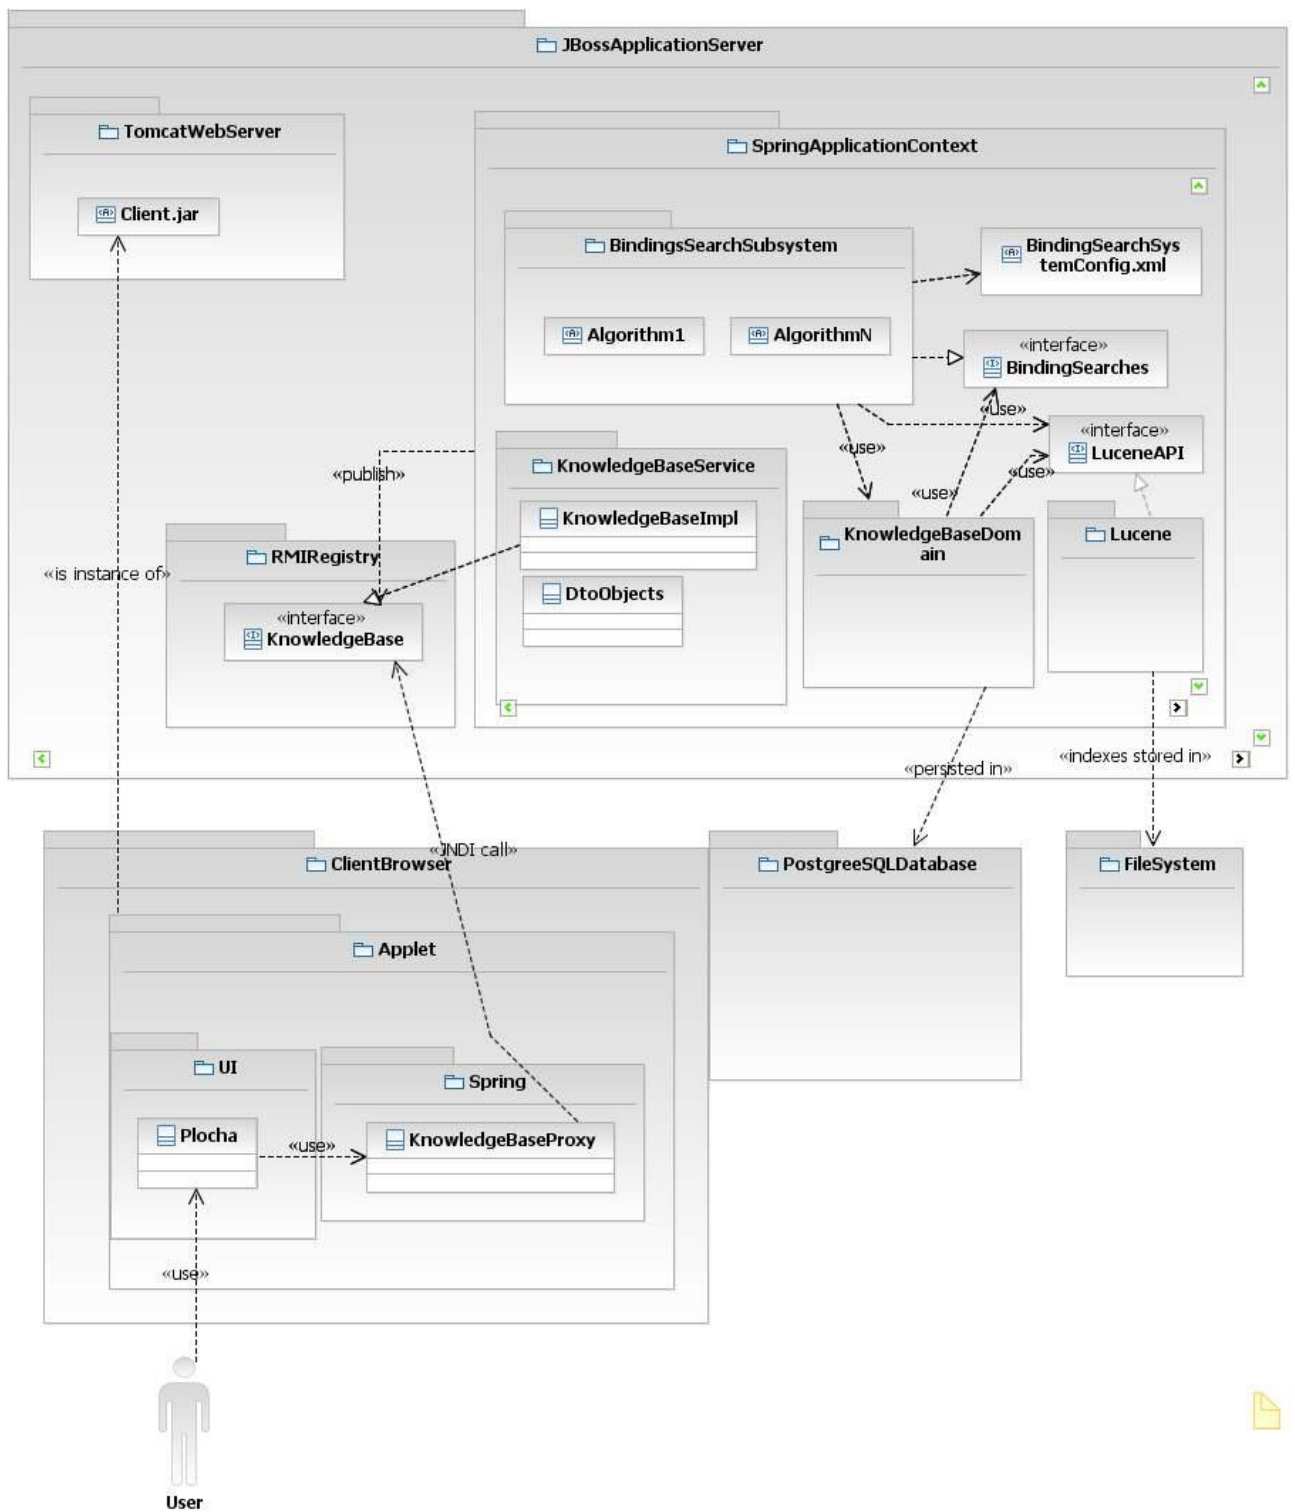 JBossApplicationServer
TomcatWebServer
SpringApplicationContext
Client.jar
BindingsSearchSubsystem
BindingSearchSys
temConfig.xml
Algorithm1
AlgorithmN
«interface»
BindingSearches
«use»
«interface»
LuceneAPI
«use»
«use»
«use»
«publish»
KnowledgeBaseService
KnowledgeBaseImpl
KnowledgeBaseDom
ain
Lucene
RMIRegistry
«is instance of»
DtoObjects
«interface»
KnowledgeBase
«persisted in»
«indexes stored in»
«JNDI call»
ClientBrowser
PostgreeSQLDatabase
FileSystem
Applet
UI
Spring
Plocha
«use»
KnowledgeBaseProxy
«use»
User